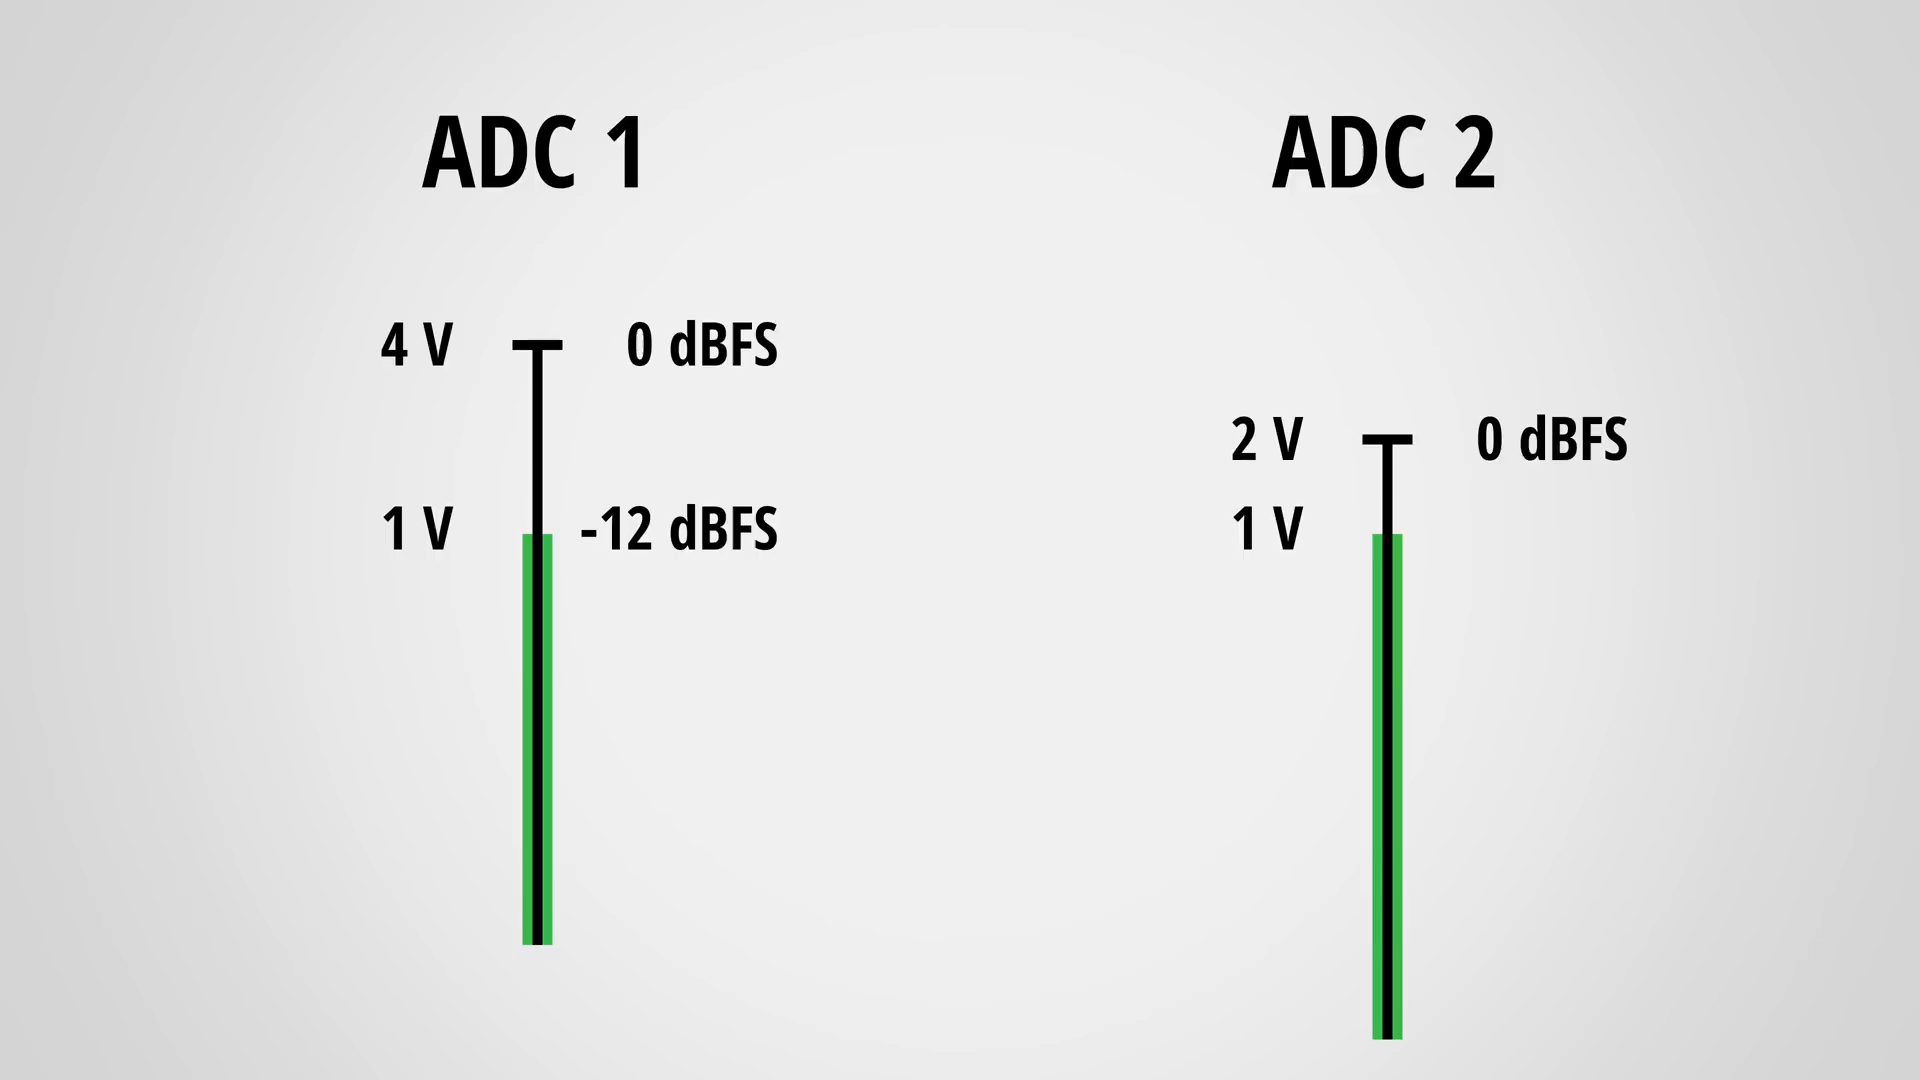 ADC 1
ADC 2
4 V
0 dBFS
2 V
0 dBFS
1 V
-12 dBFS
1 V